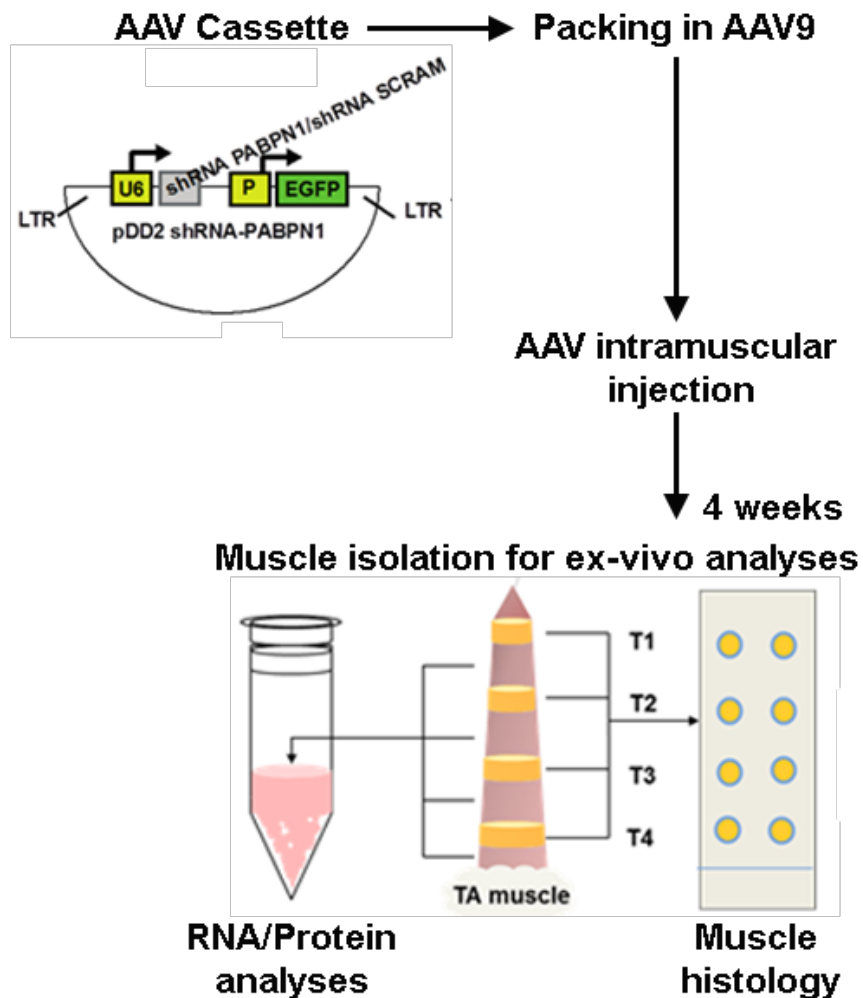 AAV Cassette
Packing in AAV9
shRNA PABPN1/shRNA SCRAM
U6
P
EGFP
LTR
LTR
pDD2 shRNA-PABPN1
AAV intramuscular
injection
4 weeks
Muscle isolation for ex-vivo analyses
T1
T2
T3
T4
TA muscle
RNA/Protein
analyses
Muscle
histology